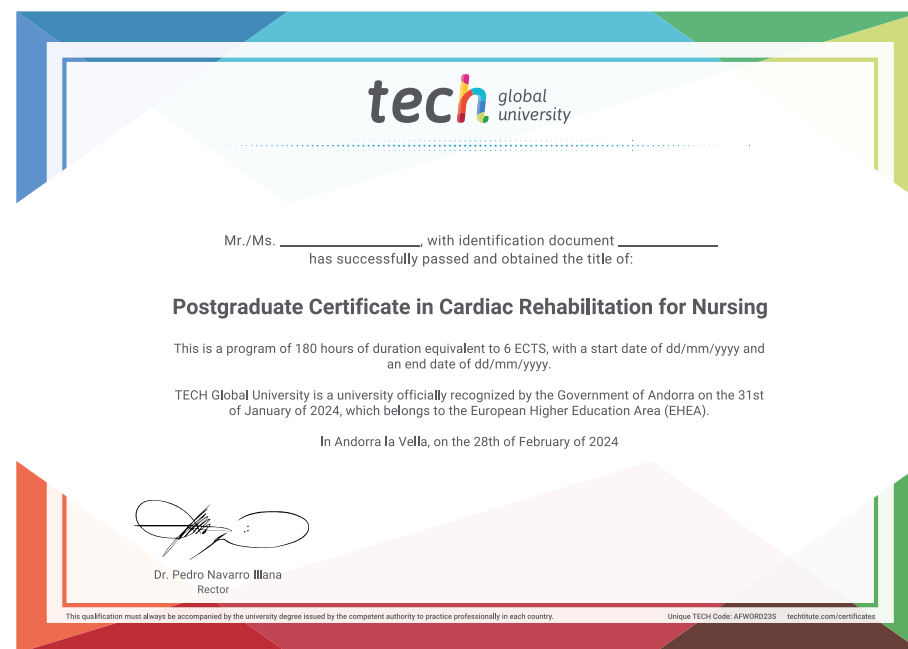 tech global university
Mr./Ms. ____________, with identification document ____________
has successfully passed and obtained the title of:
Postgraduate Certificate in Cardiac Rehabilitation for Nursing
This is a program of 180 hours of duration equivalent to 6 ECTS, with a start date of dd/mm/yyyy and
an end date of dd/mm/yyyy.
TECH Global University is a university officially recognized by the Government of Andorra on the 31st
of January of 2024, which belongs to the European Higher Education Area (EHEA).
In Andorra la Vella, on the 28th of February of 2024
Dr. Pedro Navarro Illana
Rector
This qualification must always be accompanied by the university degree issued by the competent authority to practice professionally in each country.
Unique TECH Code: AFWORD23S techtitute.com/certificates